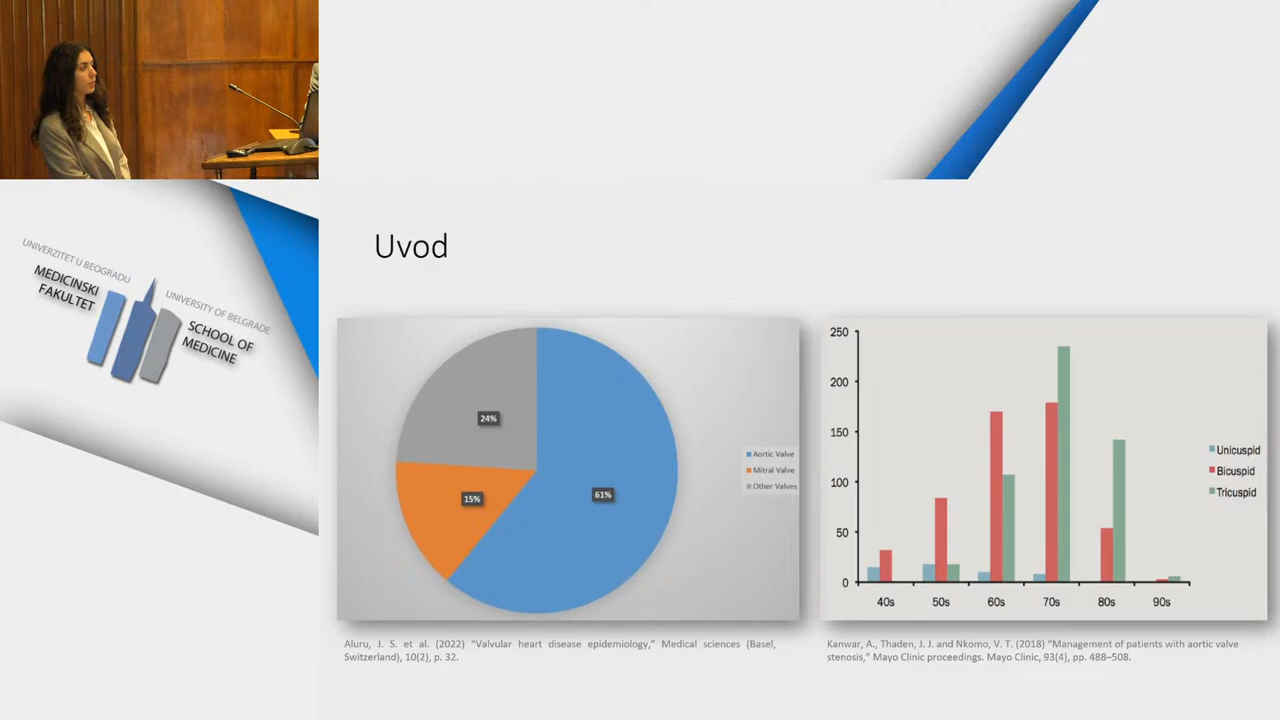 UNIVERZITET U BEOGRADU
MEDICINSKI
FAKULTET
UNIVERSITY OF BELGRADE
SCHOOL OF
MEDICINE
Uvod
24%
15%
61%
Aortic Valve
Mitral Valve
Other Valves
250
200
150
100
50
0
40s 50s 60s 70s 80s 90s
Unicuspid
Bicuspid
Tricuspid
Aluru, J. S. et al. (2022) “Valvular heart disease epidemiology,” Medical sciences (Basel,
Switzerland), 10(2), p. 32.
Kanwar, A., Thaden, J. J. and Nkomo, V. T. (2018) “Management of patients with aortic valve
stenosis,” Mayo Clinic proceedings. Mayo Clinic, 93(4), pp. 488–508.